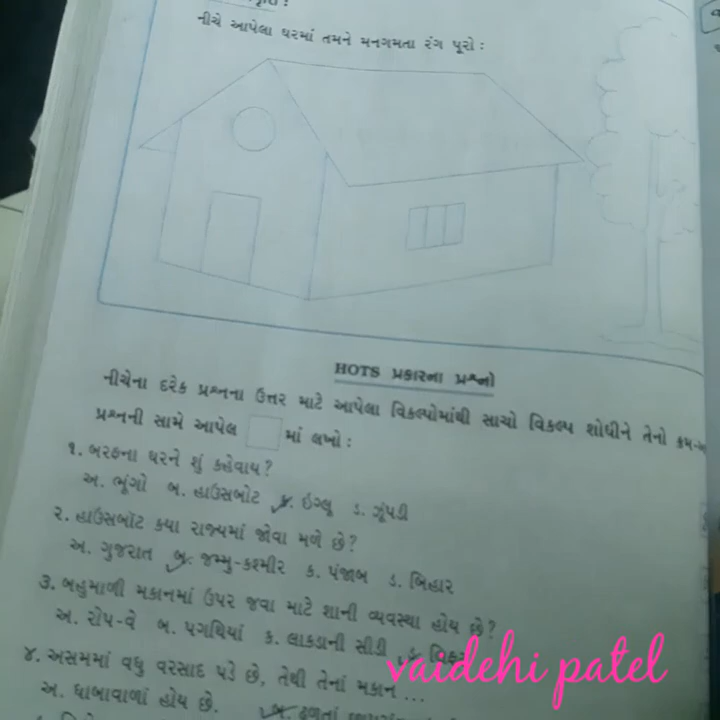 નીચે આપેલા ઘરમાં તમને મનગમતા રંગ પૂરો :
HOTS પ્રકારના પ્રશ્નો
નીચેના દરેક પ્રશ્નના ઉત્તર માટે આપેલા વિકલ્પોમાંથી સાચો વિકલ્પ શોધીને તેનો ક્રમ-
પ્રશ્નની સામે આપેલ માં લખો :
૧. બરફના ઘરને શું કહેવાય?
અ. ભૂંગો બ. હાઉસબોટ ક. ઇગ્લૂ ડ. ઝૂંપડી
૨. હાઉસબૉટ કયા રાજ્યમાં જોવા મળે છે?
અ. ગુજરાત બ. જમ્મુ-કશ્મીર ક. પંજાબ ડ. બિહાર
૩. બહુમાળી મકાનમાં ઉપર જવા માટે શાની વ્યવસ્થા હોય છે?
અ. રોપ-વે બ. પગથિયાં ક. લાકડાની સીડી ડ.
૪. અસમમાં વધુ વરસાદ પડે છે, તેથી તેનાં મકાન ...
અ. ધાબાવાળાં હોય છે. બ. ઢળતાં
vaidehi patel